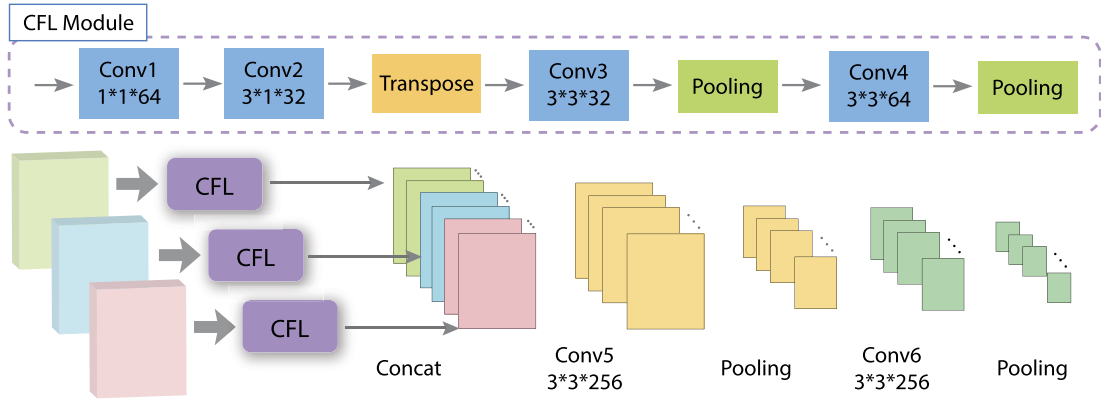 CFL Module
Conv1
1*1*64
Conv2
3*1*32
Transpose
Conv3
3*3*32
Pooling
Conv4
3*3*64
Pooling
CFL
CFL
CFL
Concat
Conv5
3*3*256
Pooling
Conv6
3*3*256
Pooling